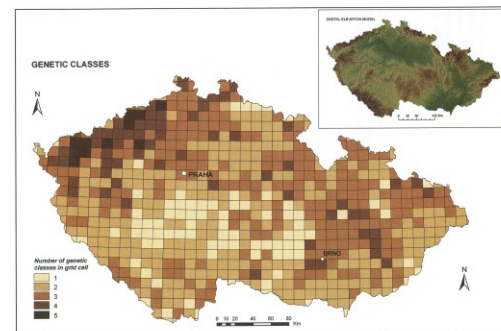 DIGITAL ELEVATION MODEL
GENETIC CLASSES
N
N
PRAHA
BRNO
Number of genetic
classes in grid cell
1
2
3
4
5
N
0 10 20 40 60 80
Km